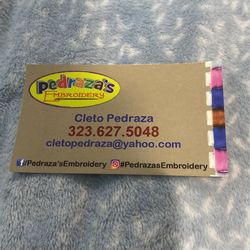 Pedraza's
EMBROIDERY
Cleto Pedraza
323.627.5048
cletopedraza@yahoo.com
/Pedraza'sEmbroidery #PedrazasEmbroidery